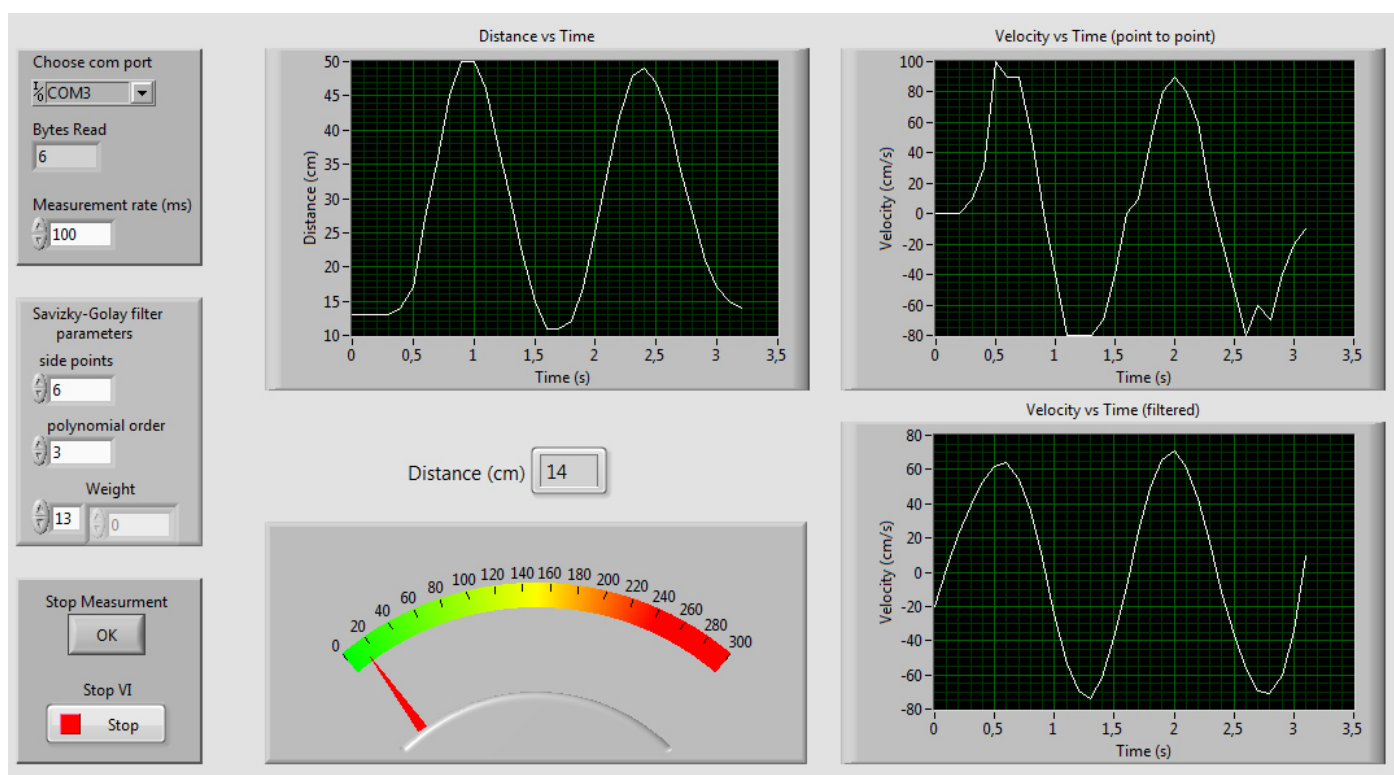 Choose com port
I/O COM3
Bytes Read
6
Measurement rate (ms)
100
Savizky-Golay filter
parameters
side points
6
polynomial order
3
Weight
13 0
Stop Measurment
OK
Stop VI
Stop
Distance vs Time
Distance (cm)
50
45
40
35
30
25
20
15
10
0 0,5 1 1,5 2 2,5 3 3,5
Time (s)
Distance (cm) 14
0 20 40 60 80 100 120 140 160 180 200 220 240 260 280 300
Velocity vs Time (point to point)
Velocity (cm/s)
100
80
60
40
20
0
-20
-40
-60
-80
0 0,5 1 1,5 2 2,5 3 3,5
Time (s)
Velocity vs Time (filtered)
Velocity (cm/s)
80
60
40
20
0
-20
-40
-60
-80
0 0,5 1 1,5 2 2,5 3 3,5
Time (s)